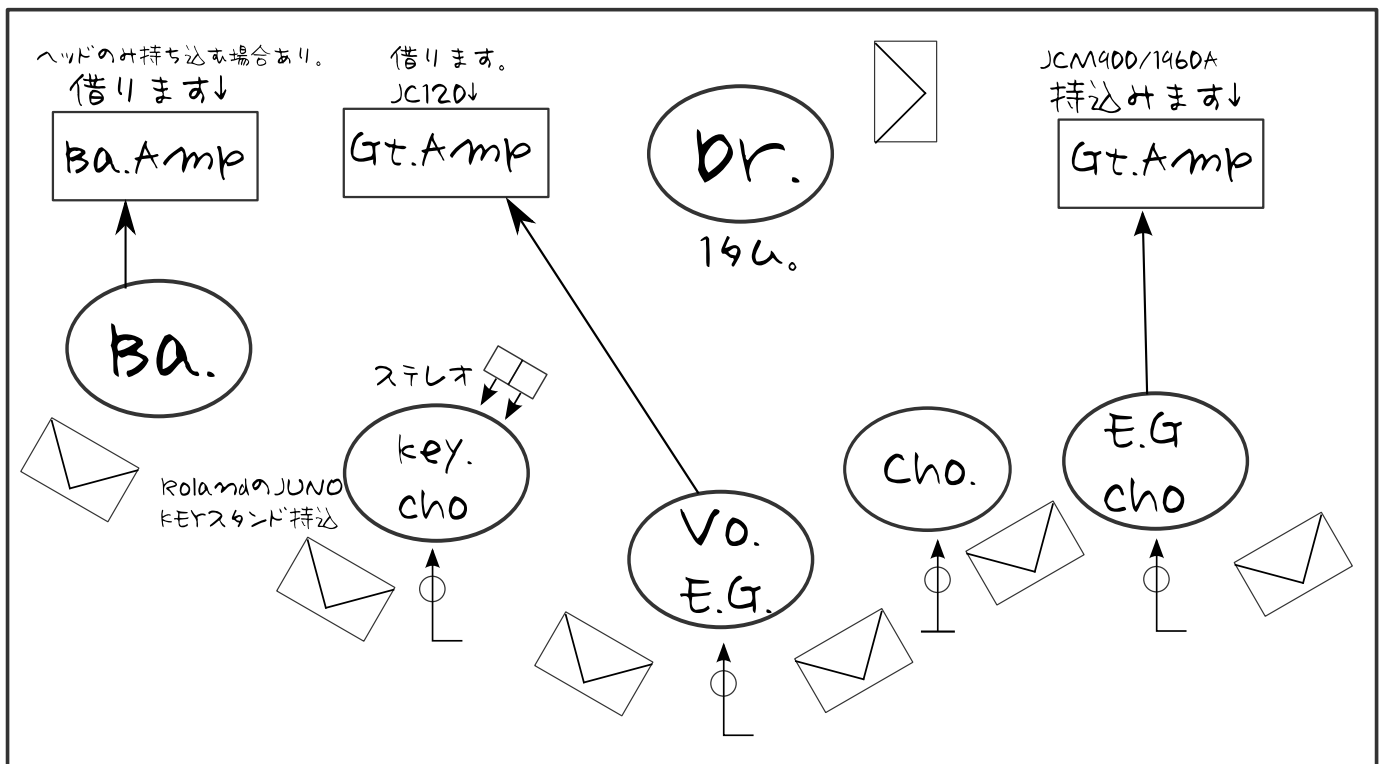 ヘッドのみ持ち込む場合あり。
借ります↓
Ba.Amp
借ります。
JC120↓
Gt.Amp
Dr.
1タム。
JCM900/1960A
持込みます↓
Gt.Amp
Ba.
ステレオ
key.
cho
RolandのJUNO
KEYスタンド持込
Vo.
E.G.
Cho.
E.G
cho